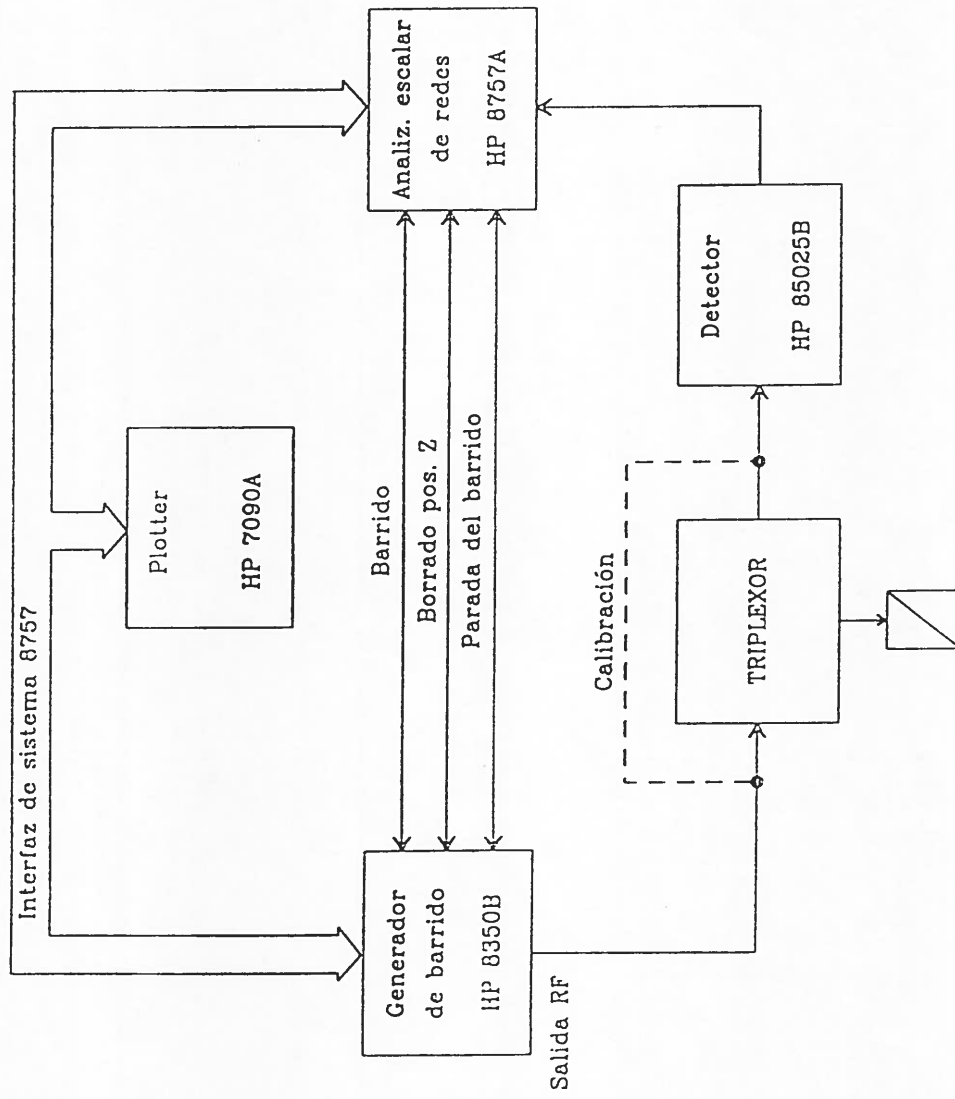 Interfaz de sistema 8757
Plotter
HP 7090A
Generador
de barrido
HP 8350B
Barrido
Borrado pos. Z
Parada del barrido
Analiz. escalar
de redes
HP 8757A
Salida RF
Calibración
TRIPLEXOR
Detector
HP 85025B